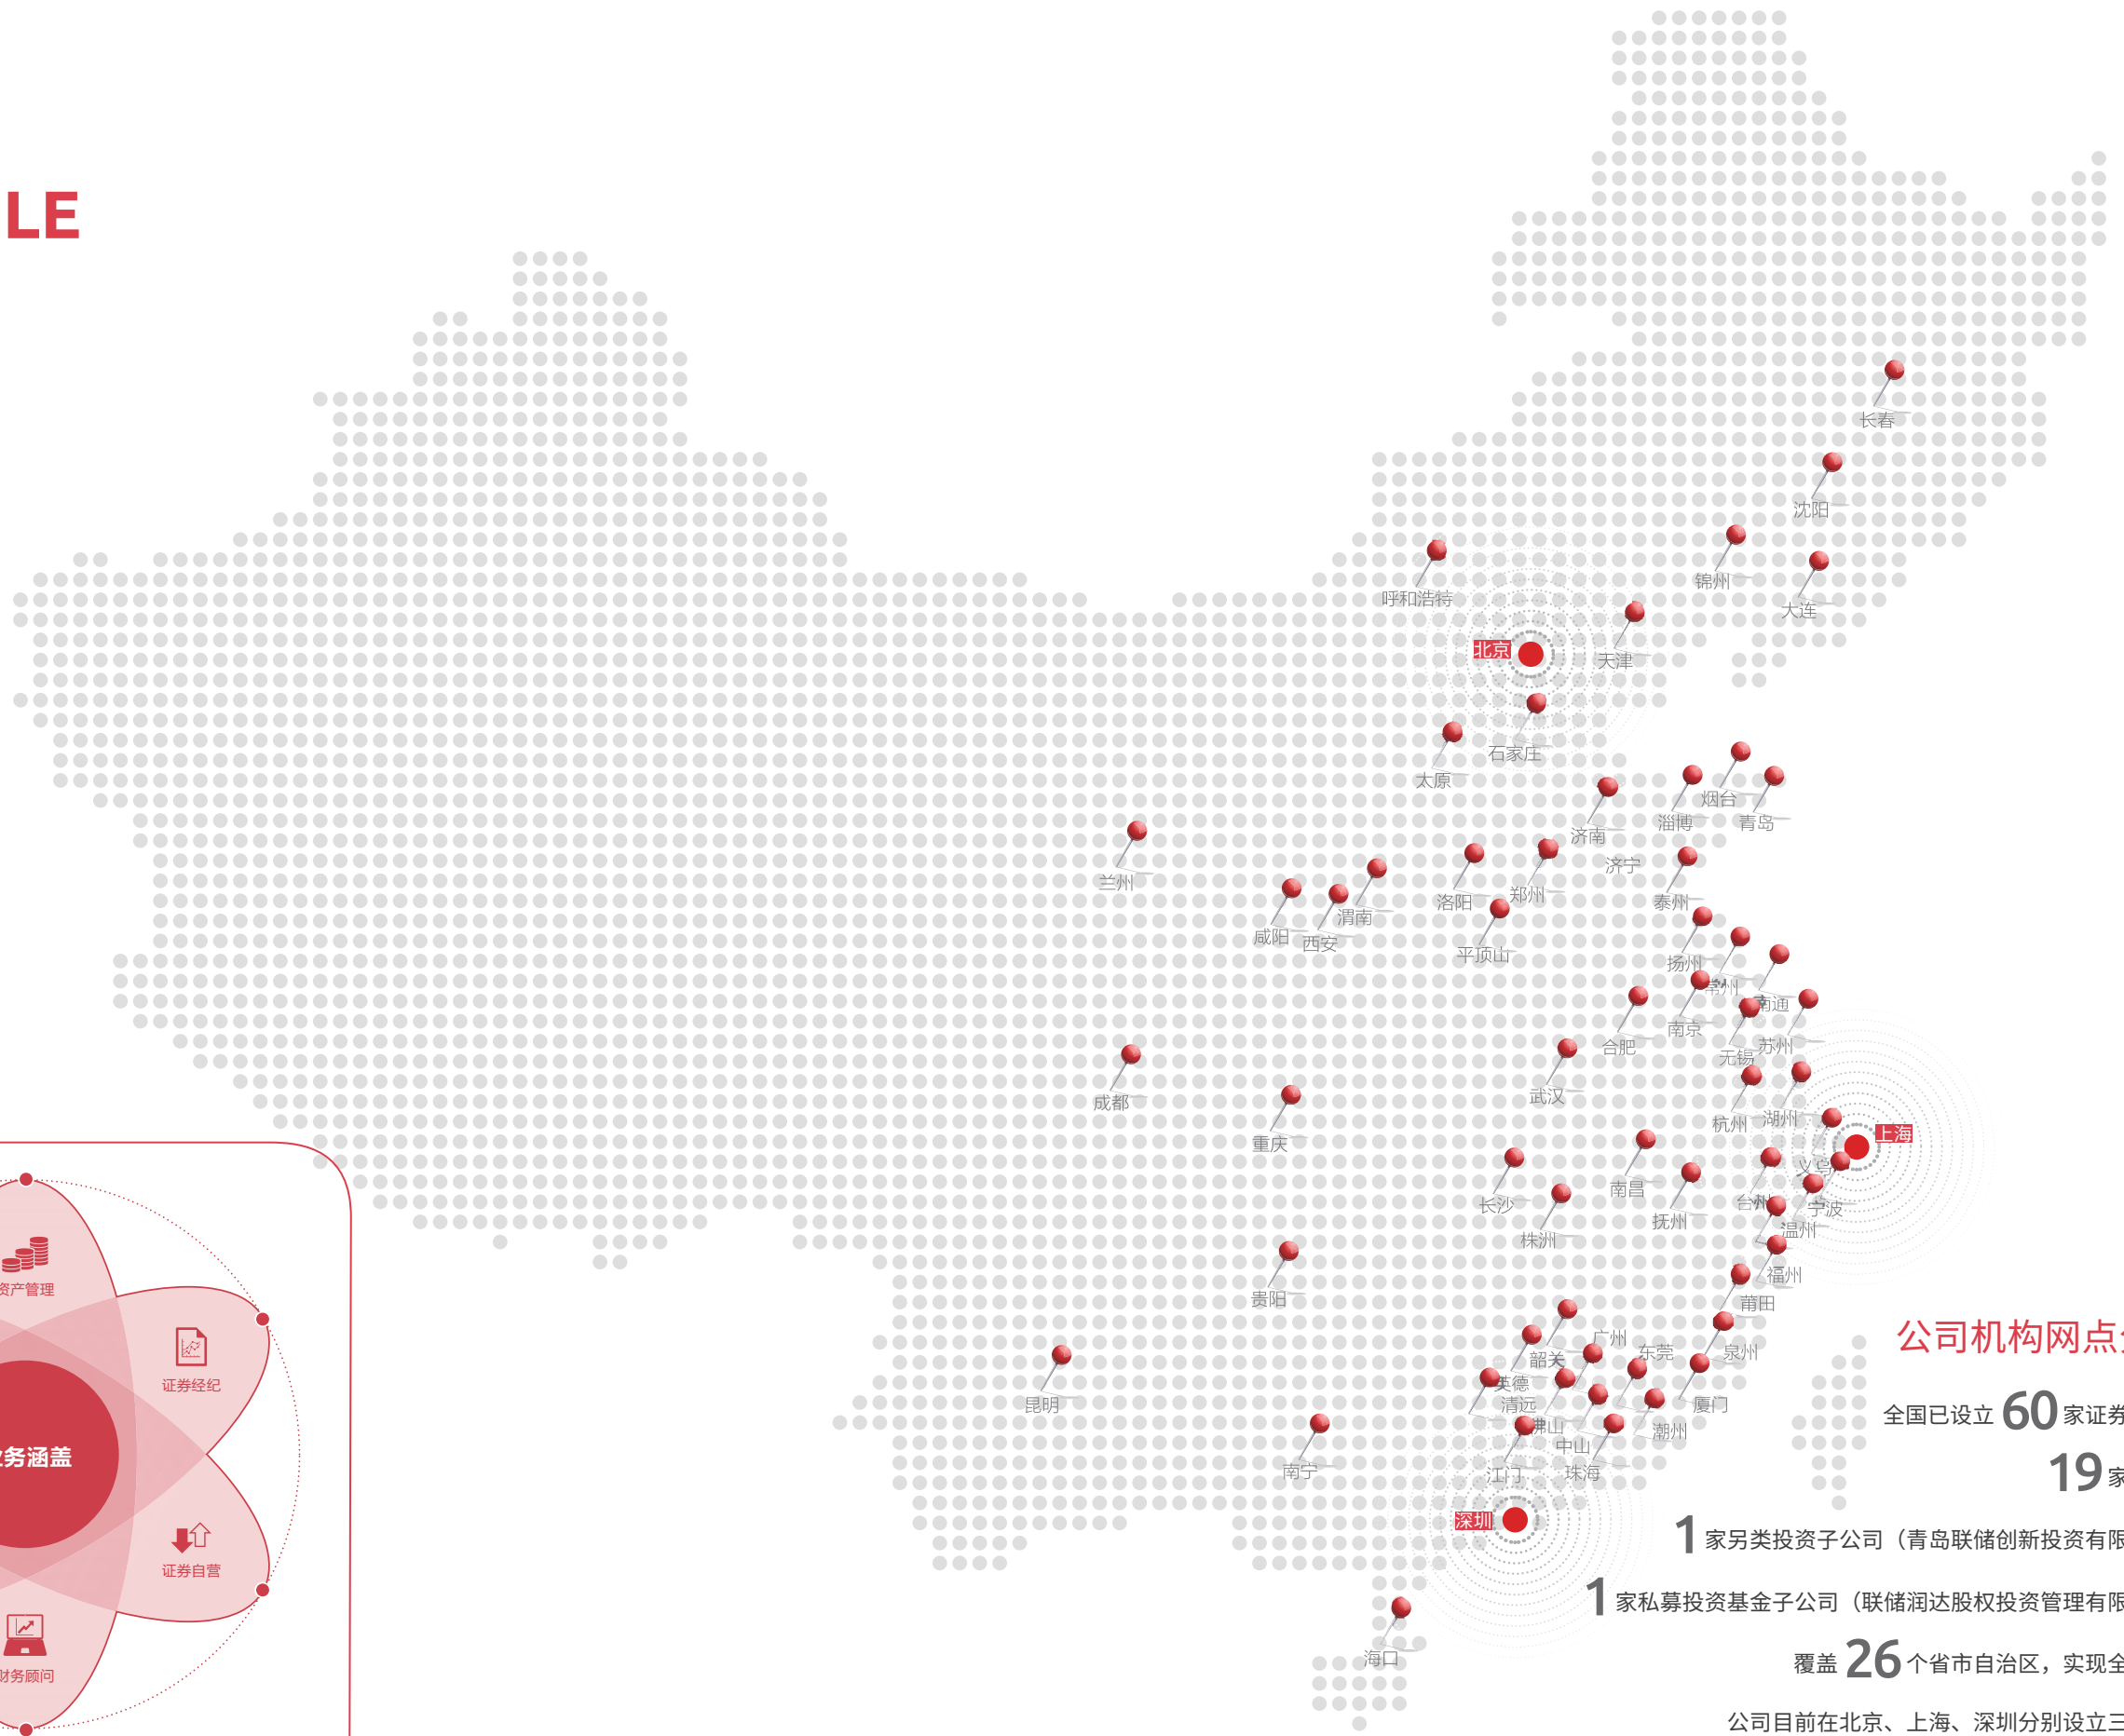 LE
长春
沈阳
锦州
呼和浩特
大连
北京
天津
石家庄
太原
烟台
淄博
青岛
济南
济宁
兰州
洛阳
郑州
泰州
渭南
咸阳
西安
平顶山
扬州
常州
南通
南京
合肥
苏州
无锡
武汉
成都
湖州
杭州
重庆
上海
义乌
南昌
台州
长沙
宁波
抚州
温州
株洲
福州
贵阳
莆田
广州
东莞
泉州
韶关
英德
昆明
清远
厦门
佛山
潮州
中山
南宁
江门
珠海
深圳
海口
资产管理
证券经纪
业务涵盖
证券自营
财务顾问
公司机构网点
全国已设立 60 家证券
19 家
1 家另类投资子公司（青岛联储创新投资有限
1 家私募投资基金子公司（联储润达股权投资管理有限
覆盖 26 个省市自治区，实现全
公司目前在北京、上海、深圳分别设立三